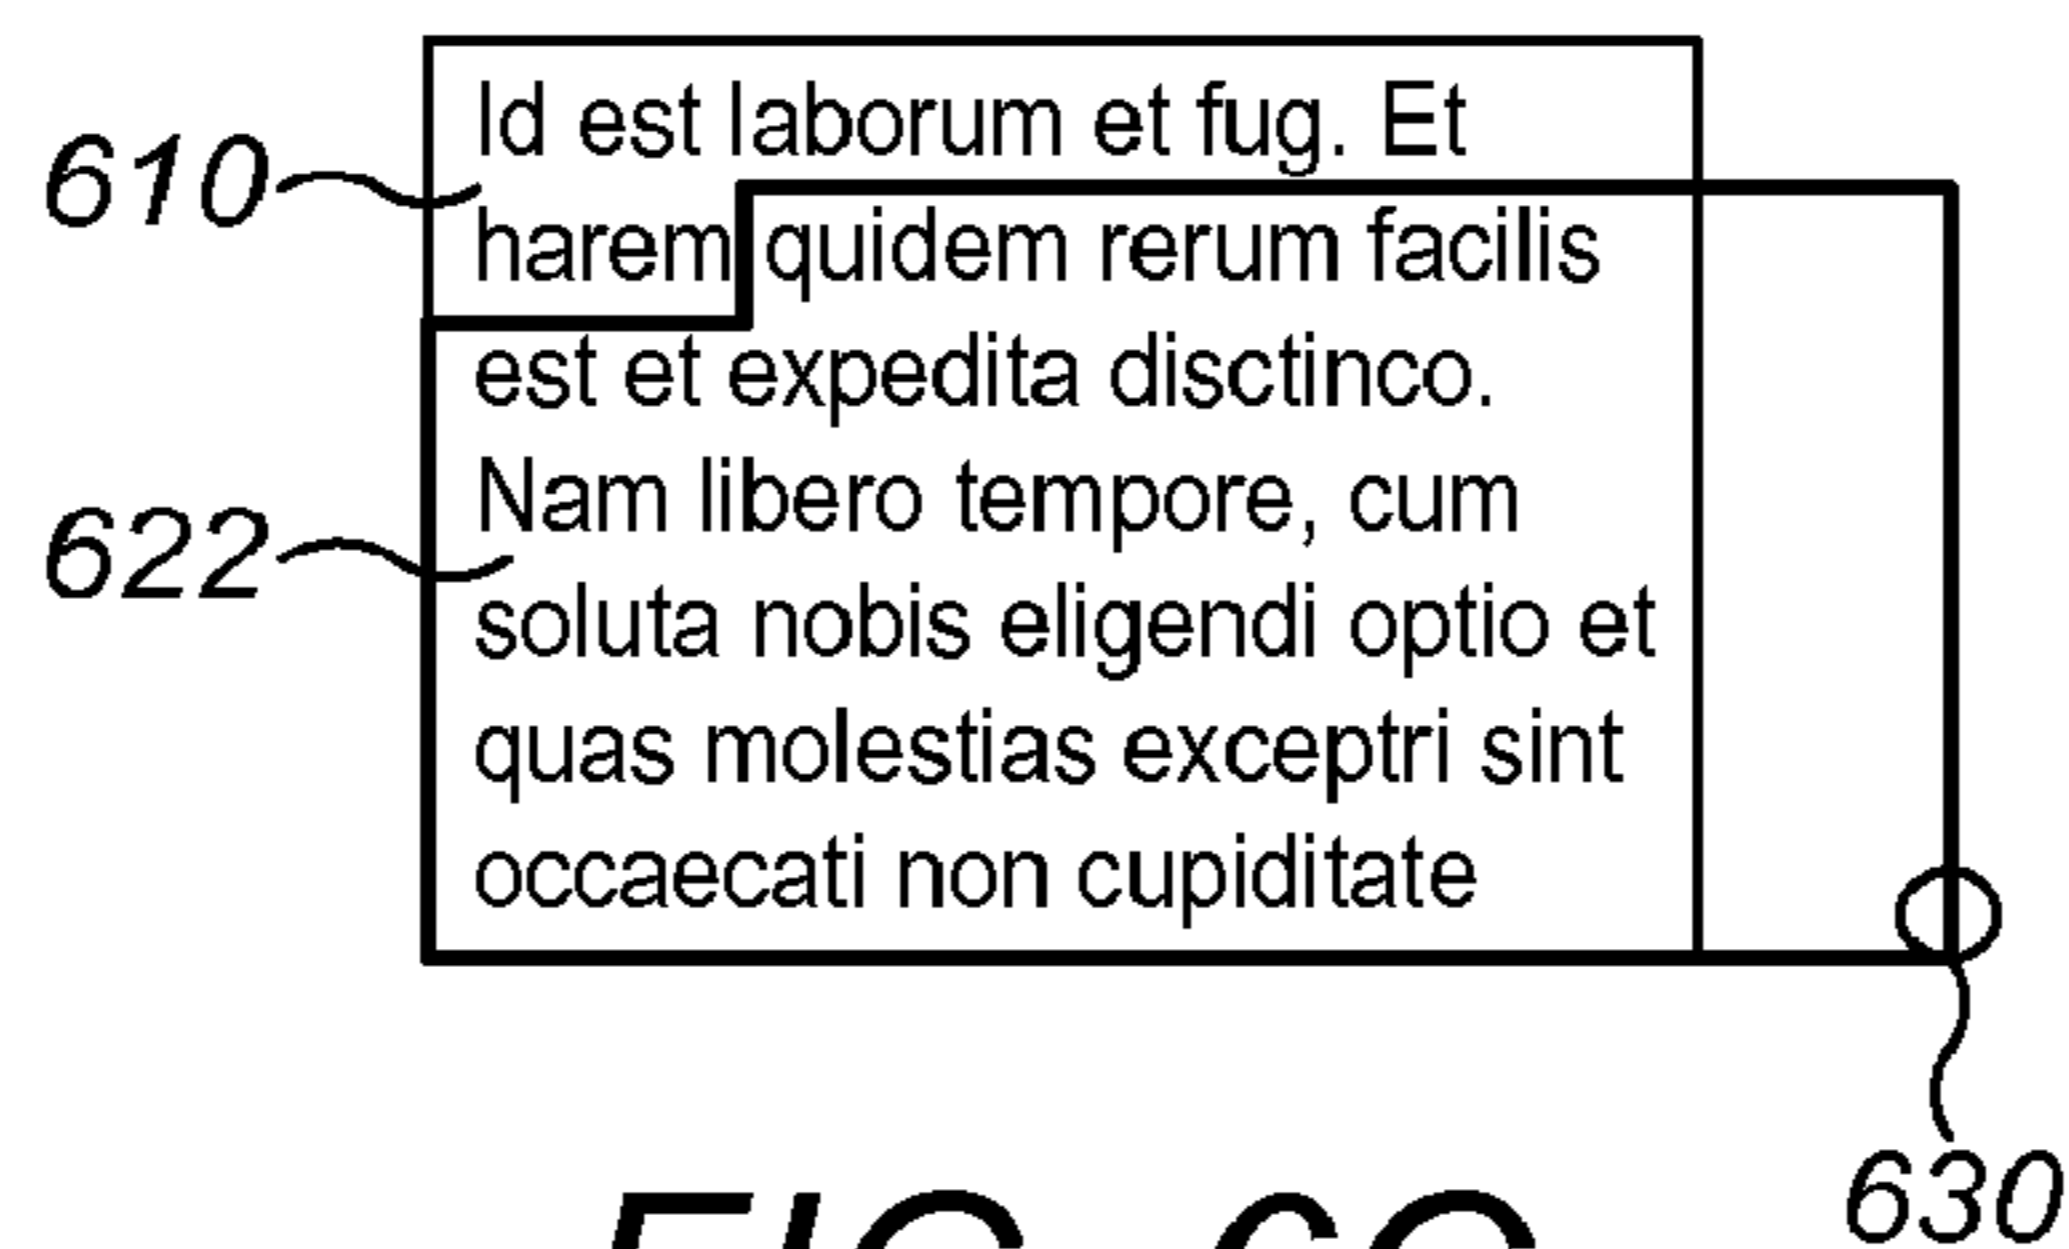 Id est laborum et fug. Et
610
harem quidem rerum facilis
est et expedita disctinco.
Nam libero tempore, cum
622
soluta nobis eligendi optio et
quas molestias exceptri sint
occaecati non cupiditate
630